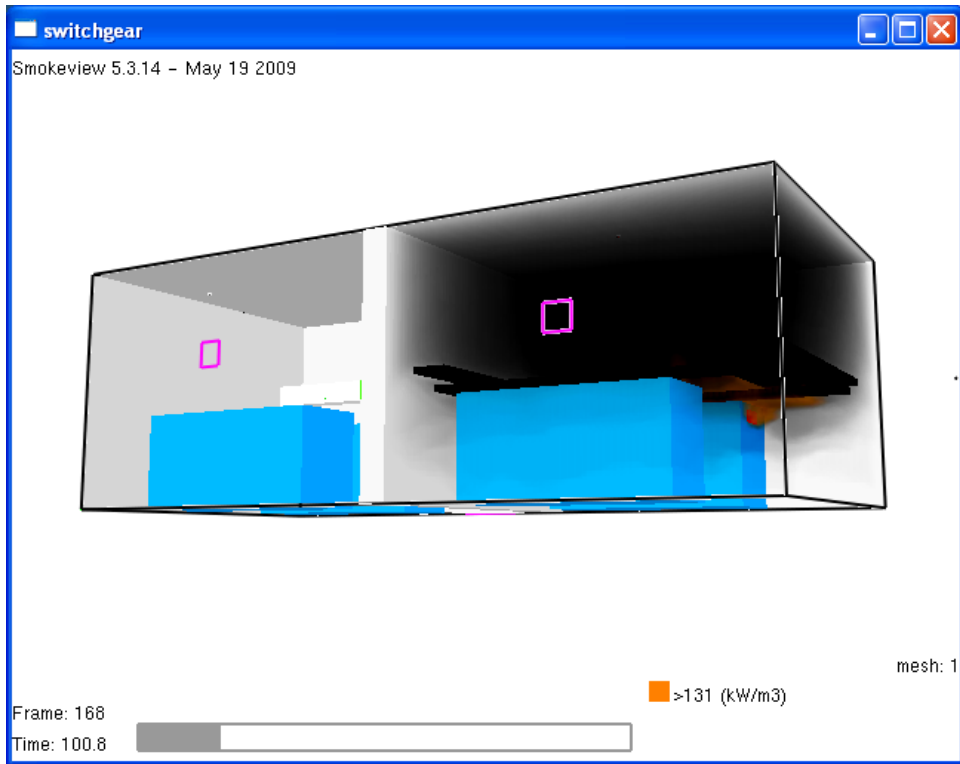 switchgear
Smokeview 5.3.14 – May 19 2009
mesh: 1
>131 (kW/m3)
Frame: 168
Time: 100.8